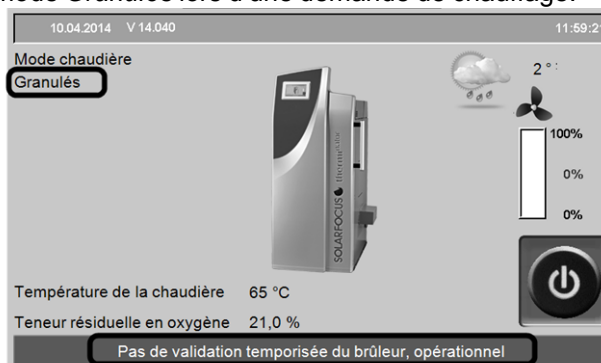 mode Granulés lors d'une demande de chauffage.
10.04.2014 V 14.040 11:59:2
Mode chaudière
Granulés
2 °
100%
0%
0%
SOLARFOCUS
Température de la chaudière 65 °C
Teneur résiduelle en oxygène 21,0 %
Pas de validation temporisée du brûleur, opérationnel